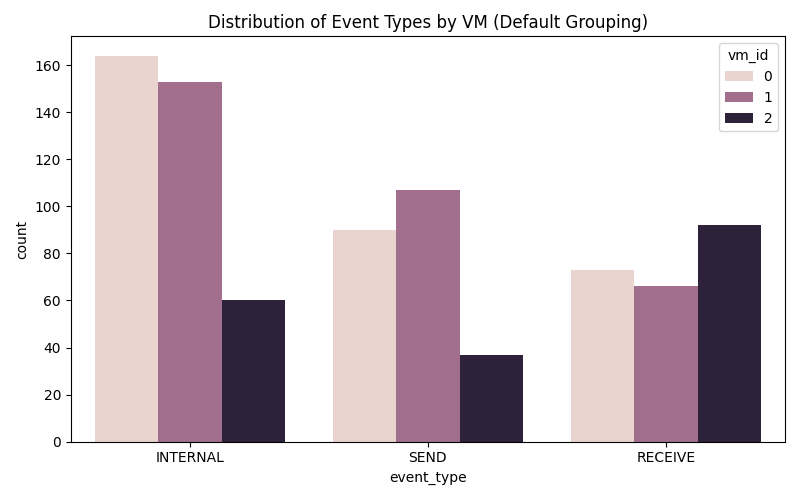 Distribution of Event Types by VM (Default Grouping)
vm_id
0
1
2
160
140
120
100
80
60
40
20
0
count
INTERNAL
SEND
RECEIVE
event_type